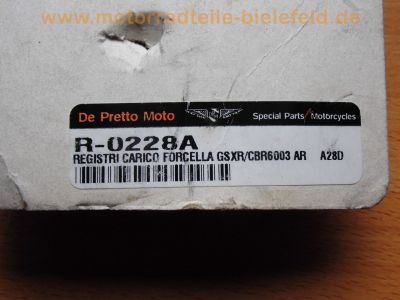 www.motorradteile-bielefeld.de
De Pretto Moto Special Parts Motorcycles
R-0228A
REGISTRI CARICO FORCELLA GSXR/CBR6003 AR A28D